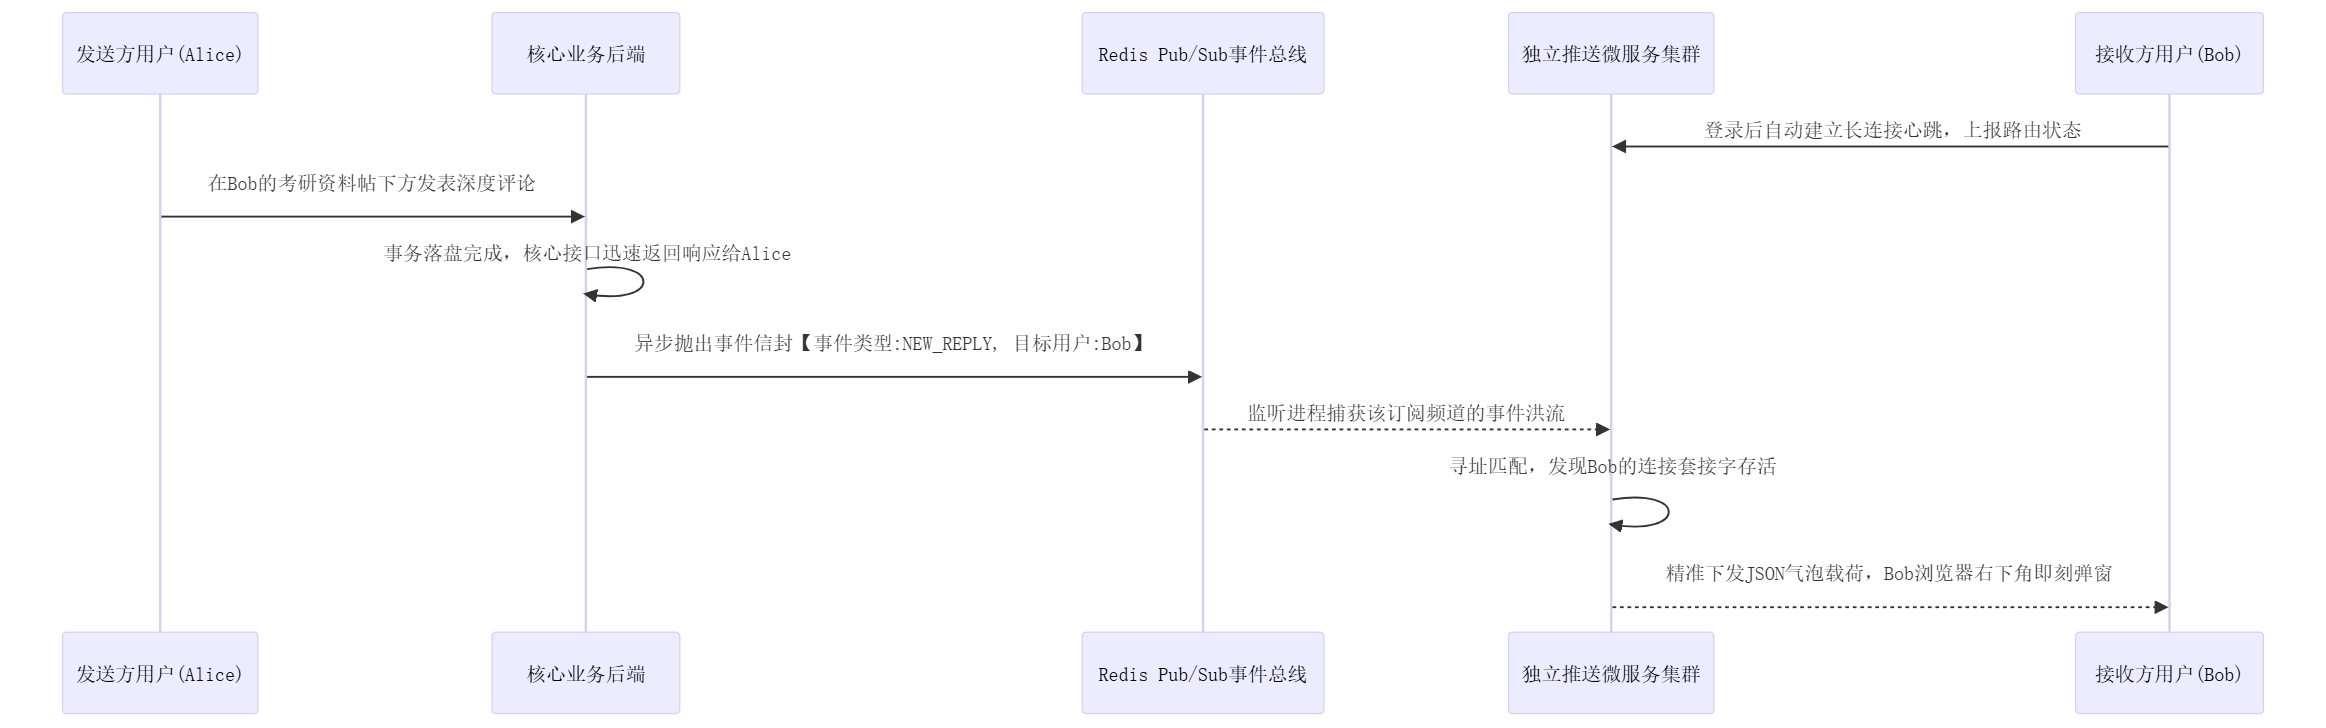 发送方用户(Alice)
核心业务后端
Redis Pub/Sub事件总线
独立推送微服务集群
接收方用户(Bob)
登录后自动建立长连接心跳，上报路由状态
在Bob的考研资料帖下方发表深度评论
事务落盘完成，核心接口迅速返回响应给Alice
异步抛出事件信封【事件类型:NEW_REPLY, 目标用户:Bob】
监听进程捕获该订阅频道的事件洪流
寻址匹配，发现Bob的连接套接字存活
精准下发JSON气泡载荷，Bob浏览器右下角即刻弹窗
发送方用户(Alice)
核心业务后端
Redis Pub/Sub事件总线
独立推送微服务集群
接收方用户(Bob)